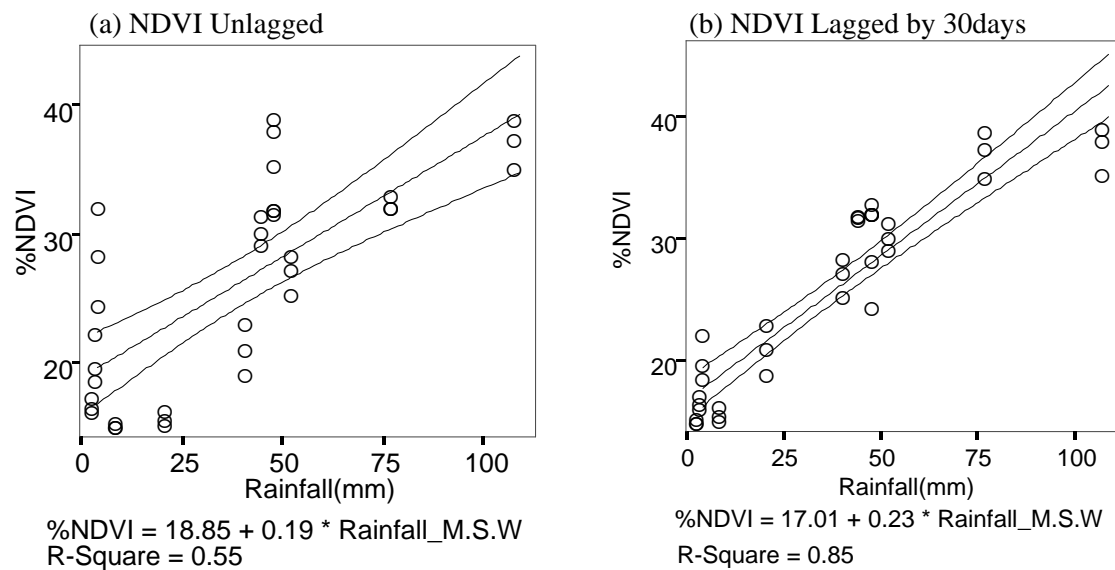 (a) NDVI Unlagged
%NDVI
40
30
20
0 25 50 75 100
Rainfall(mm)
%NDVI = 18.85 + 0.19 * Rainfall_M.S.W
R-Square = 0.55
(b) NDVI Lagged by 30days
%NDVI
40
30
20
0 25 50 75 100
Rainfall(mm)
%NDVI = 17.01 + 0.23 * Rainfall_M.S.W
R-Square = 0.85